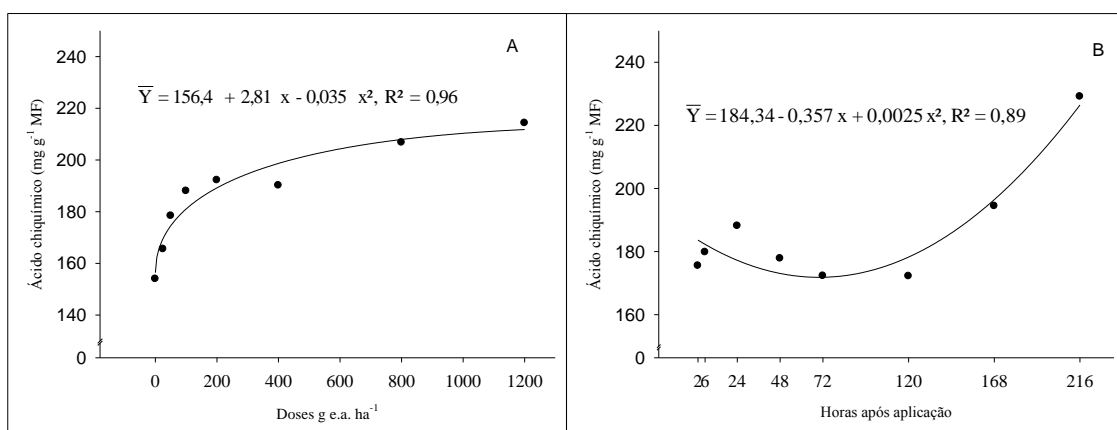 A
Y = 156,4 + 2,81 x - 0,035 x², R² = 0,96
Ácido chiquímico (mg g⁻¹ MF)
240
220
200
180
160
140
0
0 200 400 600 800 1000 1200
Doses g e.a. ha⁻¹
B
Y = 184,34 - 0,357 x + 0,0025 x², R² = 0,89
Ácido chiquímico (mg g⁻¹ MF)
240
220
200
180
160
0
2 6 24 48 72 120 168 216
Horas após aplicação